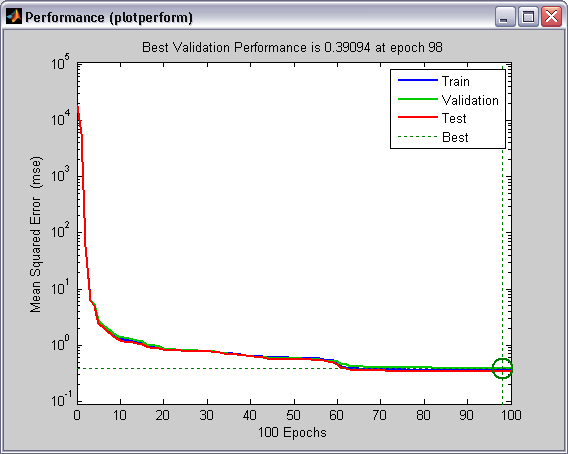 Performance (plotperform)
Best Validation Performance is 0.39094 at epoch 98
10^5
10^4
10^3
10^2
10^1
10^0
10^-1
Mean Squared Error (mse)
Train
Validation
Test
Best
0 10 20 30 40 50 60 70 80 90 100
100 Epochs